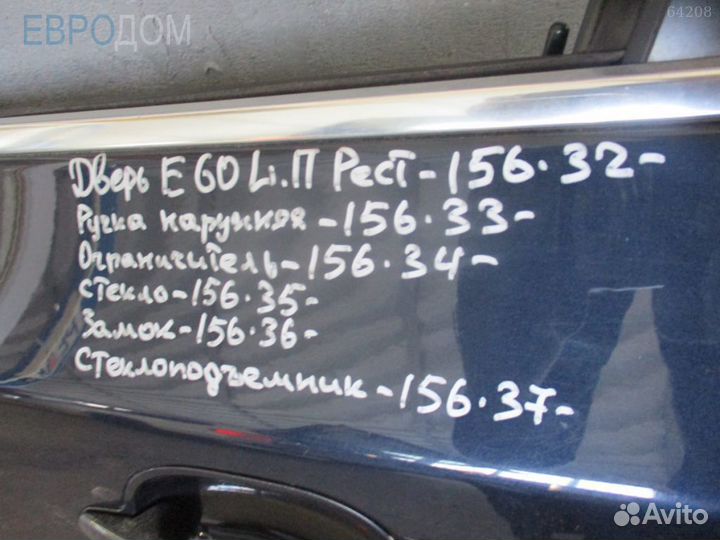 ЕВРОДОМ
64208
Дверь E60 Li.П Рест-156.32-
Ручка наружняя-156.33-
Ограничитель-156.34-
стекло-156.35-
Замок-156.36-
Стеклоподъемник-156.37-
Avito